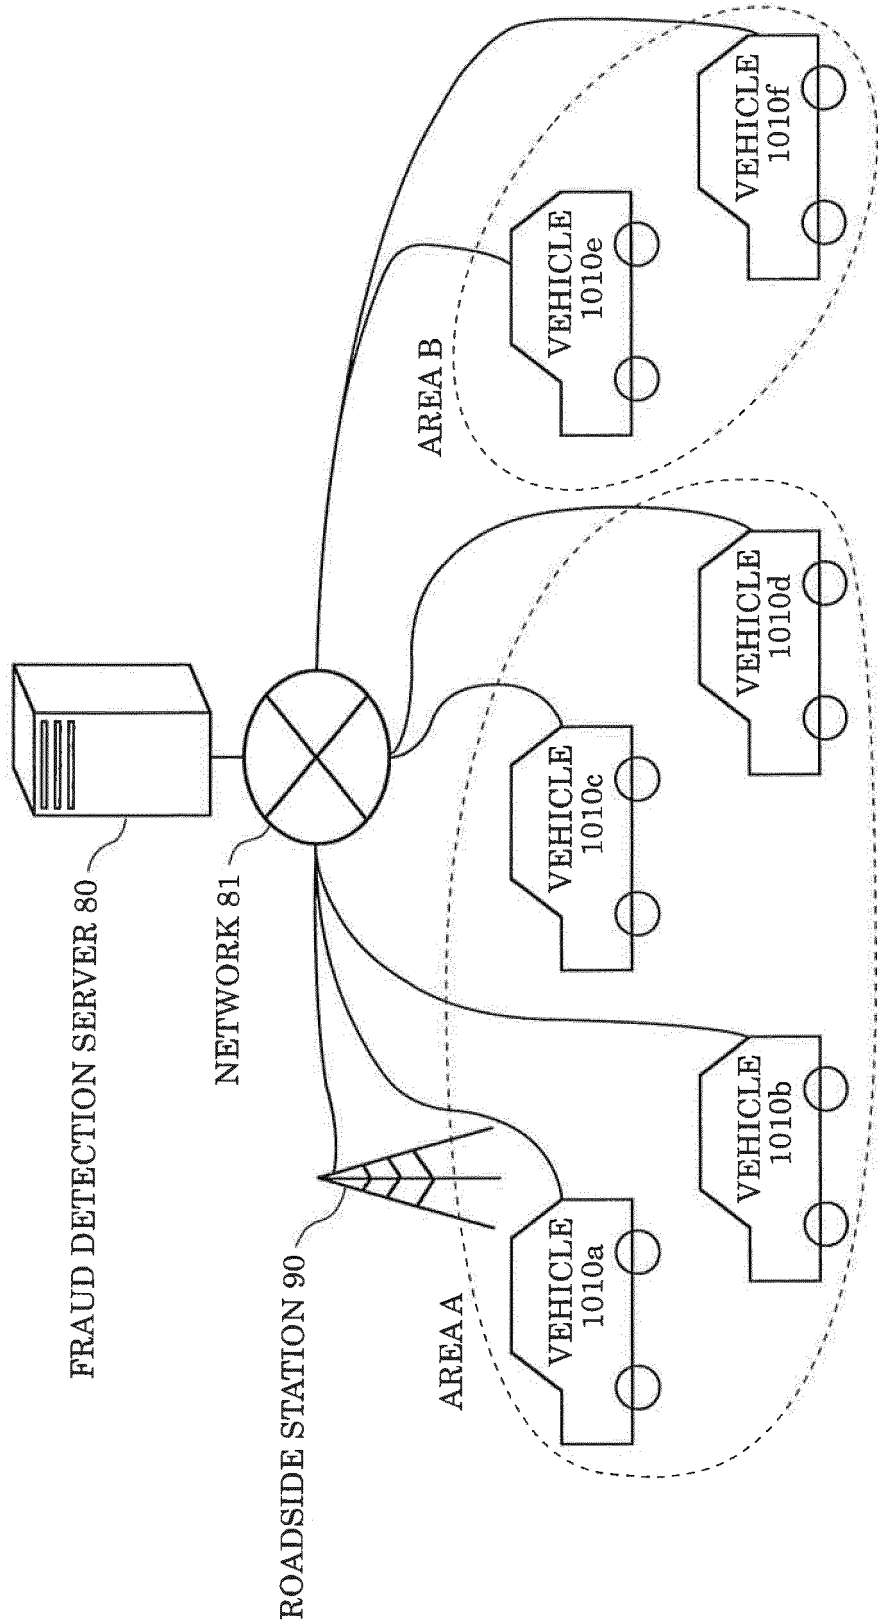 FRAUD DETECTION SERVER 80
NETWORK 81
ROADSIDE STATION 90
AREA A
AREA B
VEHICLE
1010a
VEHICLE
1010b
VEHICLE
1010c
VEHICLE
1010d
VEHICLE
1010e
VEHICLE
1010f